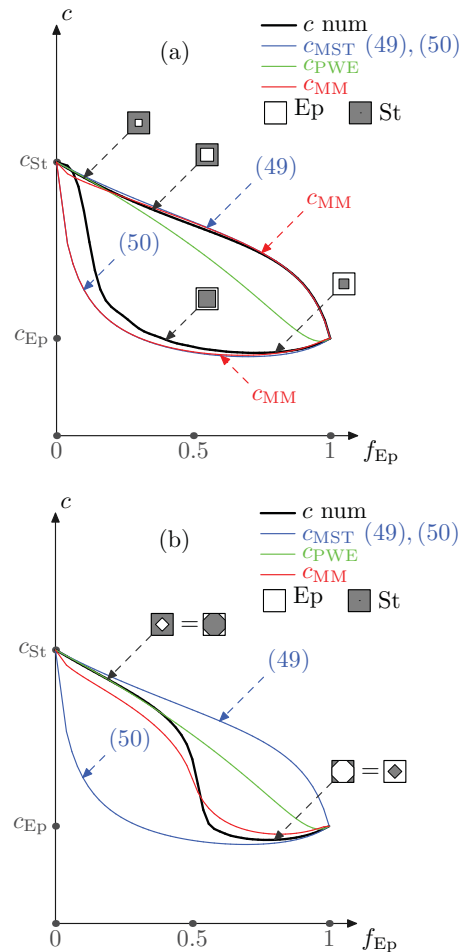 c
(a)
c num
c_MST (49), (50)
c_PWE
c_MM
Ep St
c_St
(49)
c_MM
(50)
c_Ep
c_MM
0 0.5 1 f_Ep
c
(b)
c num
c_MST (49), (50)
c_PWE
c_MM
Ep St
=
c_St
(49)
(50)
=
c_Ep
0 0.5 1 f_Ep